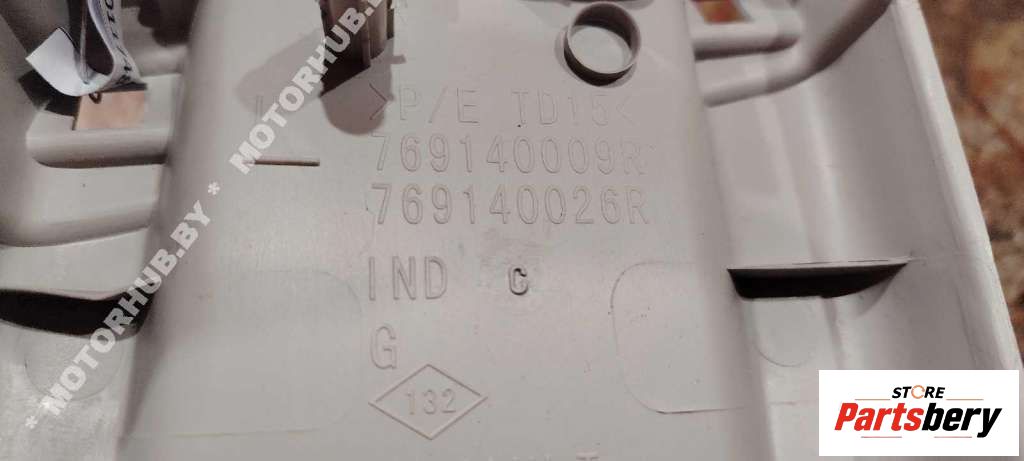 >P/E TD15<
769140009R
769140026R
IND C
G
132
* MOTORHUB.BY * MOTORHUB.BY
STORE
Partsbery